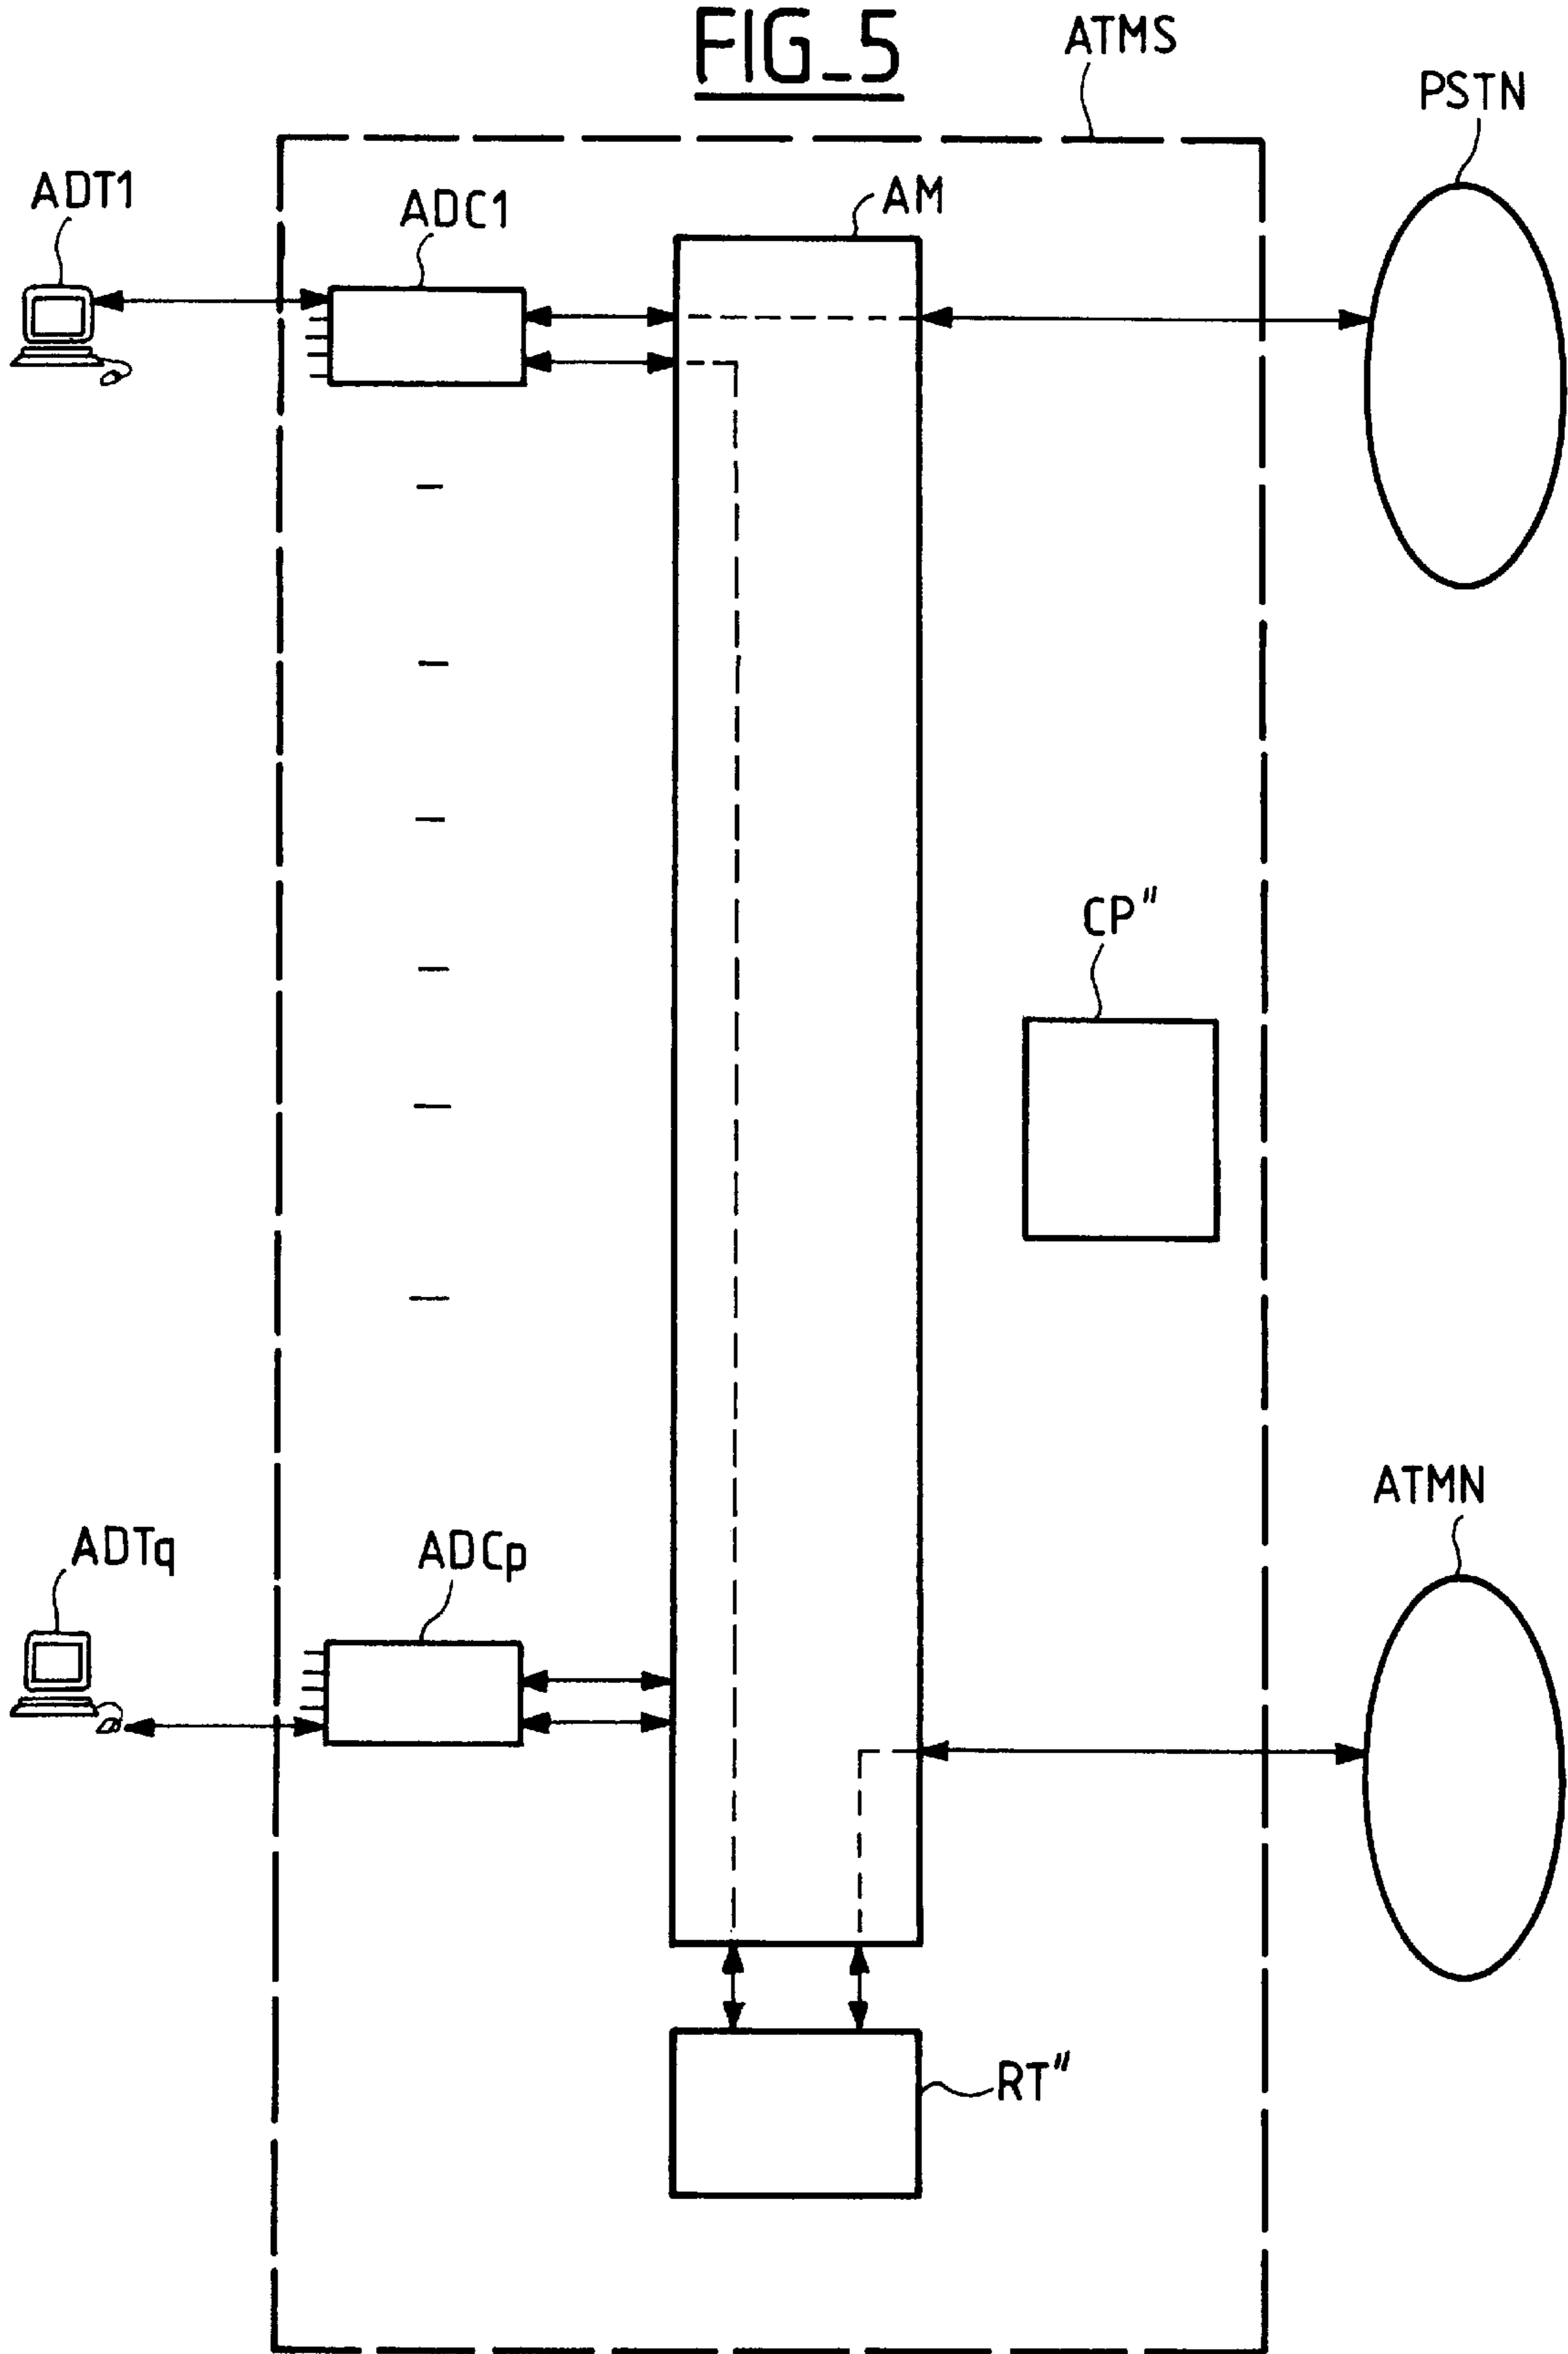 FIG_5
ATMS
PSTN
ADT1
ADC1
AM
CP"
ATMN
ADTq
ADCp
RT"